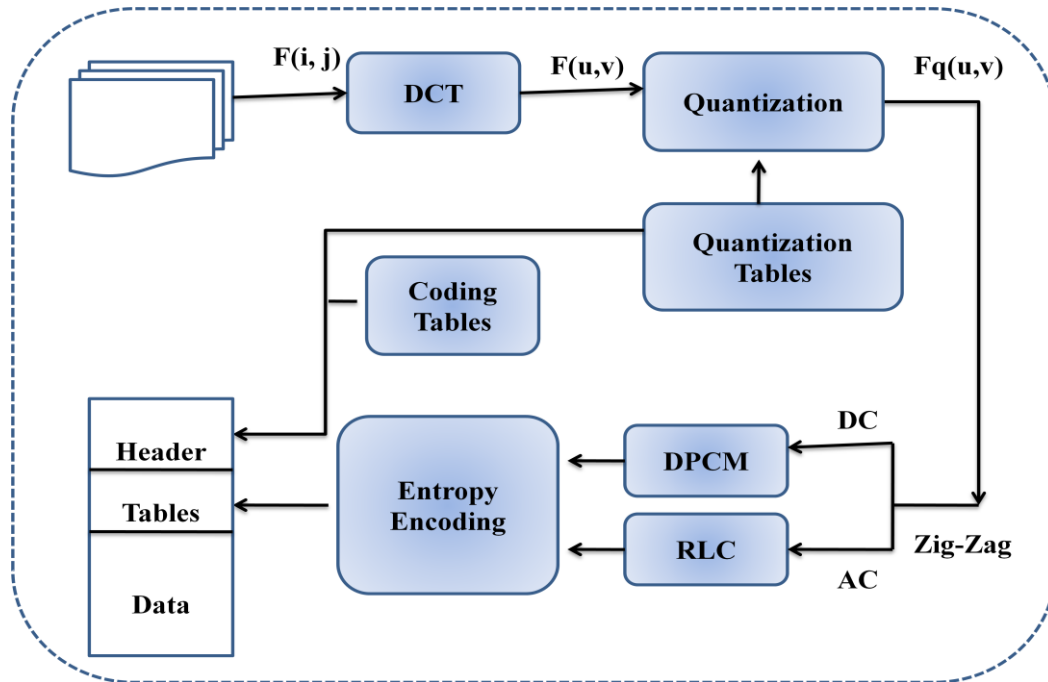 F(i, j)
DCT
F(u,v)
Quantization
Fq(u,v)
Quantization
Tables
Coding
Tables
Header
Tables
Data
Entropy
Encoding
DC
DPCM
RLC
AC
Zig-Zag